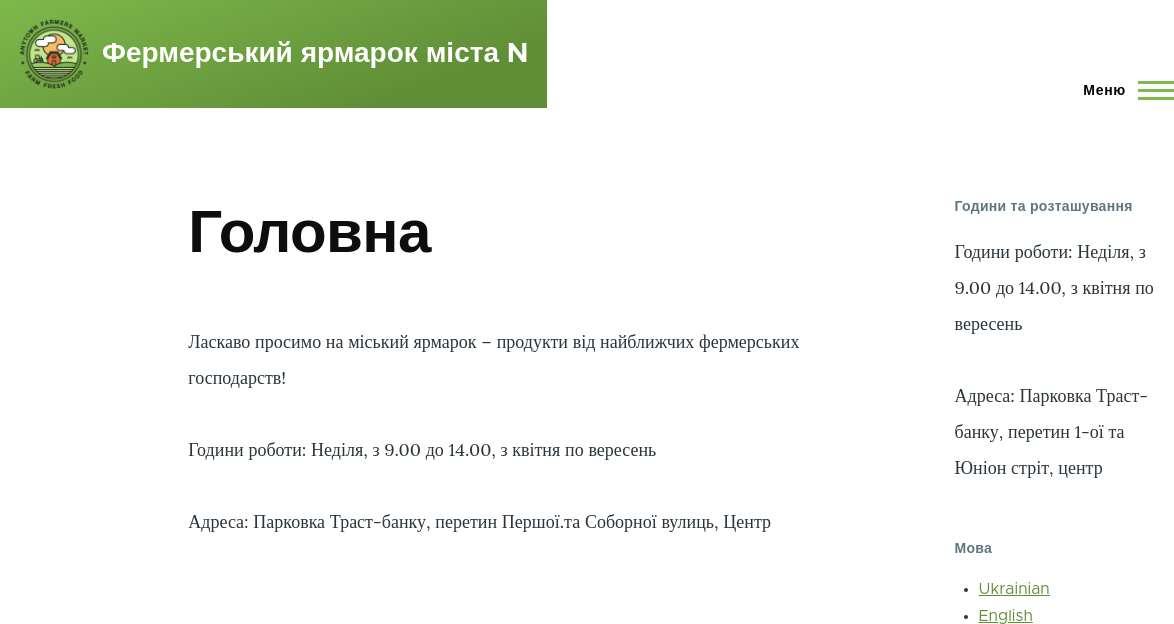 ANYTOWN FARMERS MARKET
FARM FRESH FOOD
Фермерський ярмарок міста N
Меню
Головна
Ласкаво просимо на міський ярмарок – продукти від найближчих фермерських
господарств!
Години роботи: Неділя, з 9.00 до 14.00, з квітня по вересень
Адреса: Парковка Траст-банку, перетин Першої.та Соборної вулиць, Центр
Години та розташування
Години роботи: Неділя, з
9.00 до 14.00, з квітня по
вересень
Адреса: Парковка Траст-
банку, перетин 1-ої та
Юніон стріт, центр
Мова
Ukrainian
English